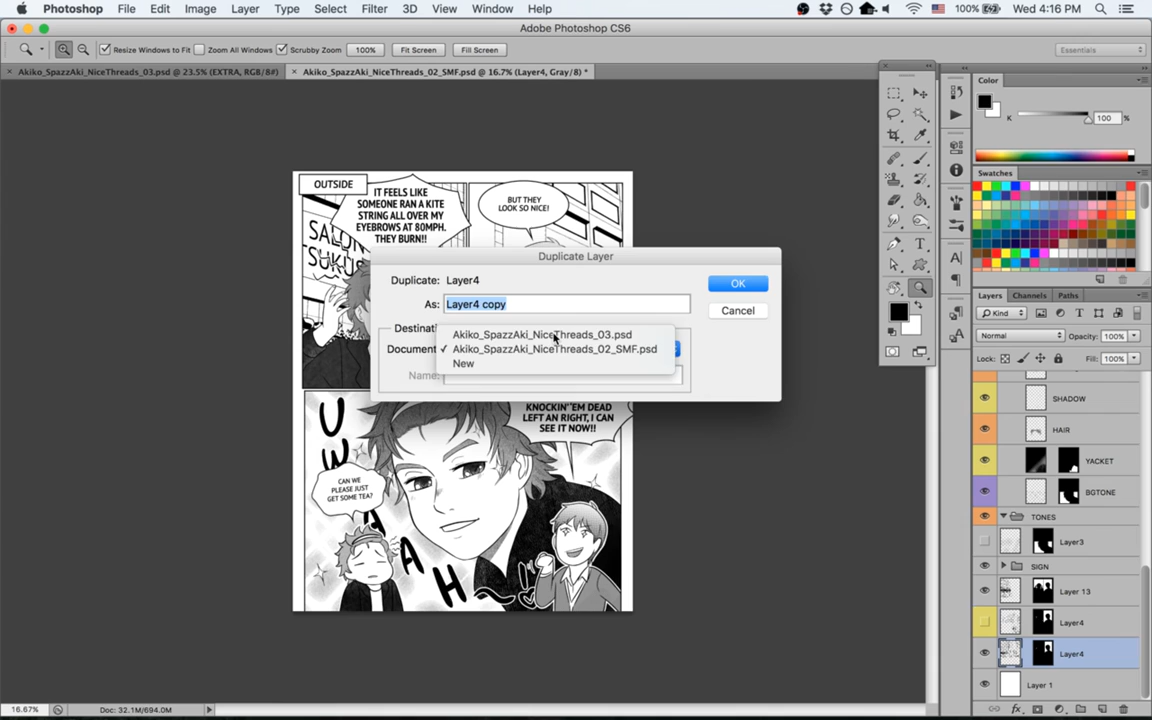 Photoshop File Edit Image Layer Type Select Filter 3D View Window Help 100% Wed 4:16 PM
Adobe Photoshop CS6
Resize Windows to Fit Zoom All Windows Scrubby Zoom 100% Fit Screen Fill Screen Essentials
Akiko_SpazzAki_NiceThreads_03.psd @ 23.5% (EXTRA, RGB/8#) Akiko_SpazzAki_NiceThreads_02_SMF.psd @ 16.7% (Layer4, Gray/8) *
OUTSIDE
IT FEELS LIKE
SOMEONE RAN A KITE
STRING ALL OVER MY
EYEBROWS AT 80MPH.
THEY BURN!!
BUT THEY
LOOK SO NICE!
SALON
SUKUS
Duplicate Layer
Duplicate: Layer4
As: Layer4 copy
OK
Cancel
Akiko_SpazzAki_NiceThreads_03.psd
Document ✓ Akiko_SpazzAki_NiceThreads_02_SMF.psd
New
Name:
KNOCKIN' 'EM DEAD
LEFT AN RIGHT, I CAN
SEE IT NOW!!
CAN WE
PLEASE JUST
GET SOME TEA?
U
W
A
A
H
Color
K 100 %
Swatches
Layers Channels Paths
Kind
Normal Opacity: 100%
Lock: Fill: 100%
SHADOW
HAIR
YACKET
BGTONE
TONES
Layer3
SIGN
Layer 13
Layer4
Layer4
Layer 1
16.67% Doc: 32.1M/694.0M